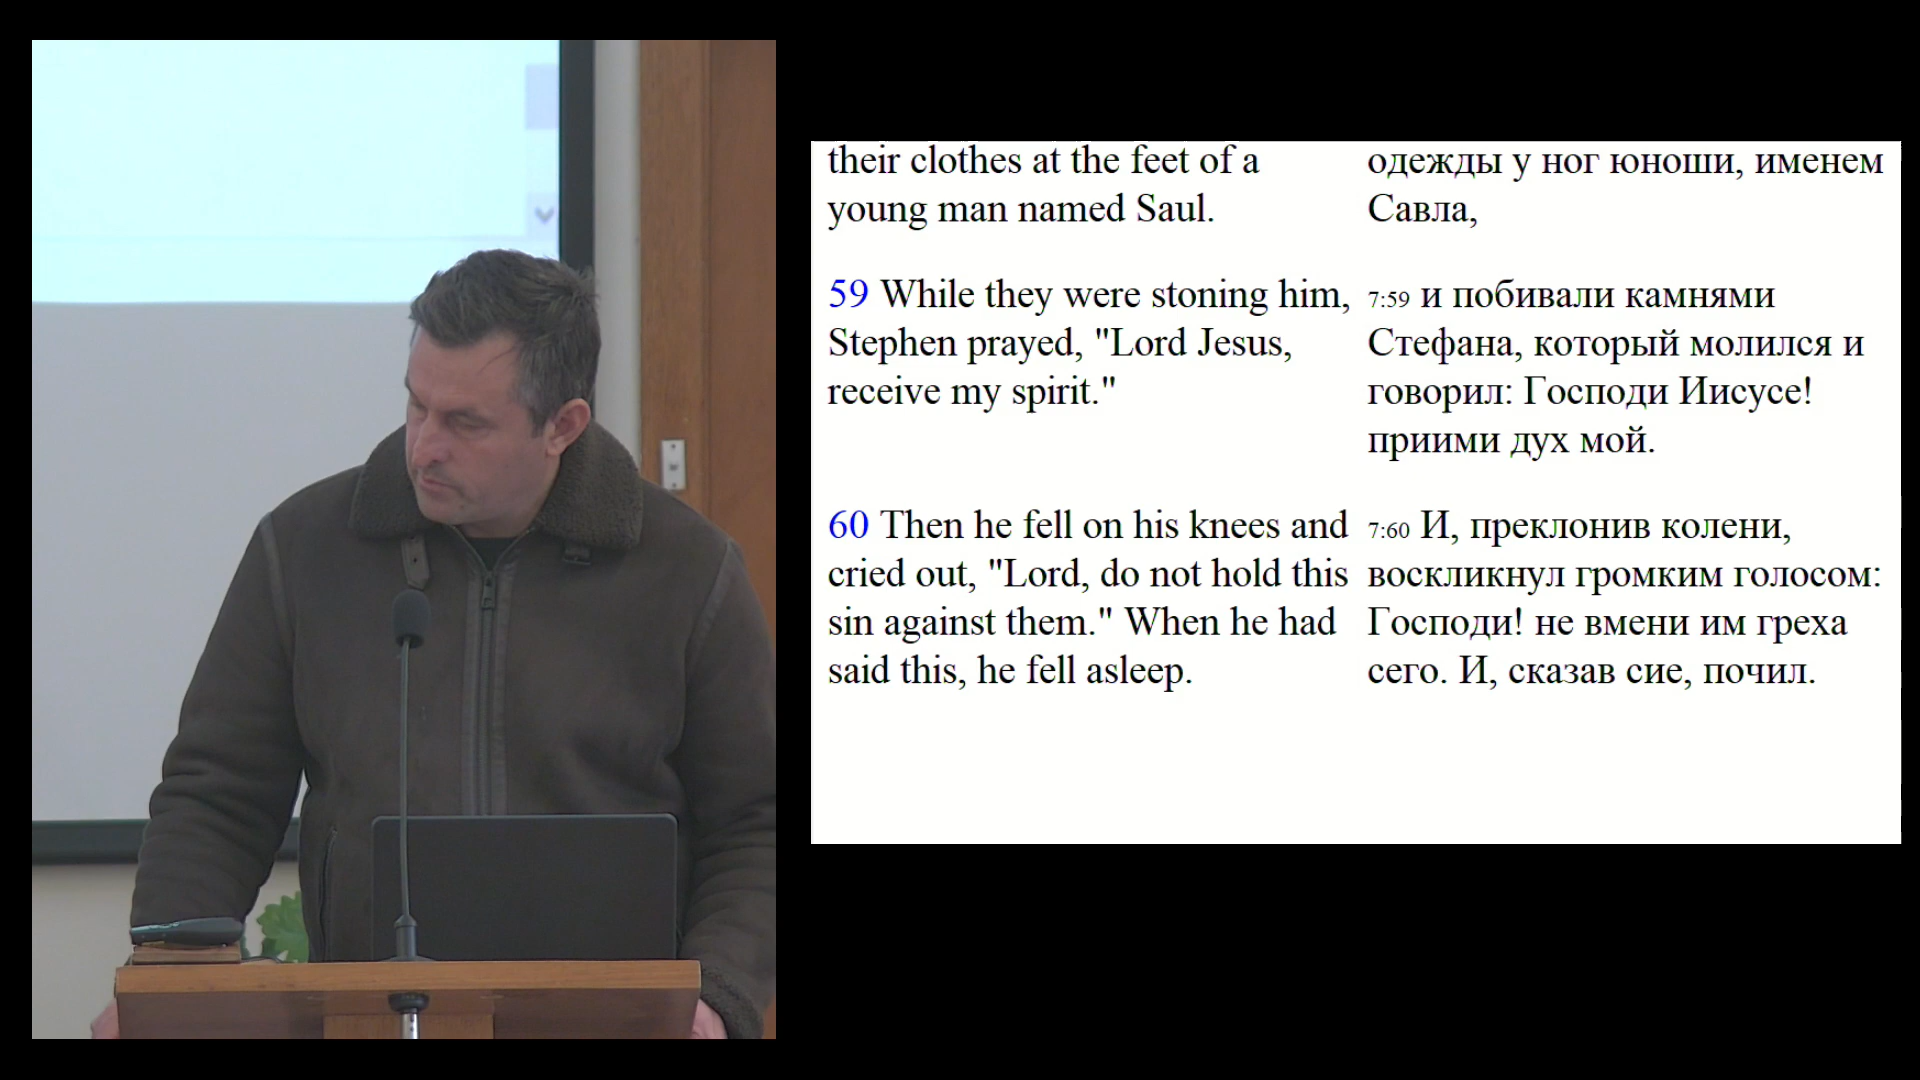 their clothes at the feet of a
young man named Saul.
59 While they were stoning him,
Stephen prayed, "Lord Jesus,
receive my spirit."
60 Then he fell on his knees and
cried out, "Lord, do not hold this
sin against them." When he had
said this, he fell asleep.
одежды у ног юноши, именем
Савла,
7:59 и побивали камнями
Стефана, который молился и
говорил: Господи Иисусе!
приими дух мой.
7:60 И, преклонив колени,
воскликнул громким голосом:
Господи! не вмени им греха
сего. И, сказав сие, почил.